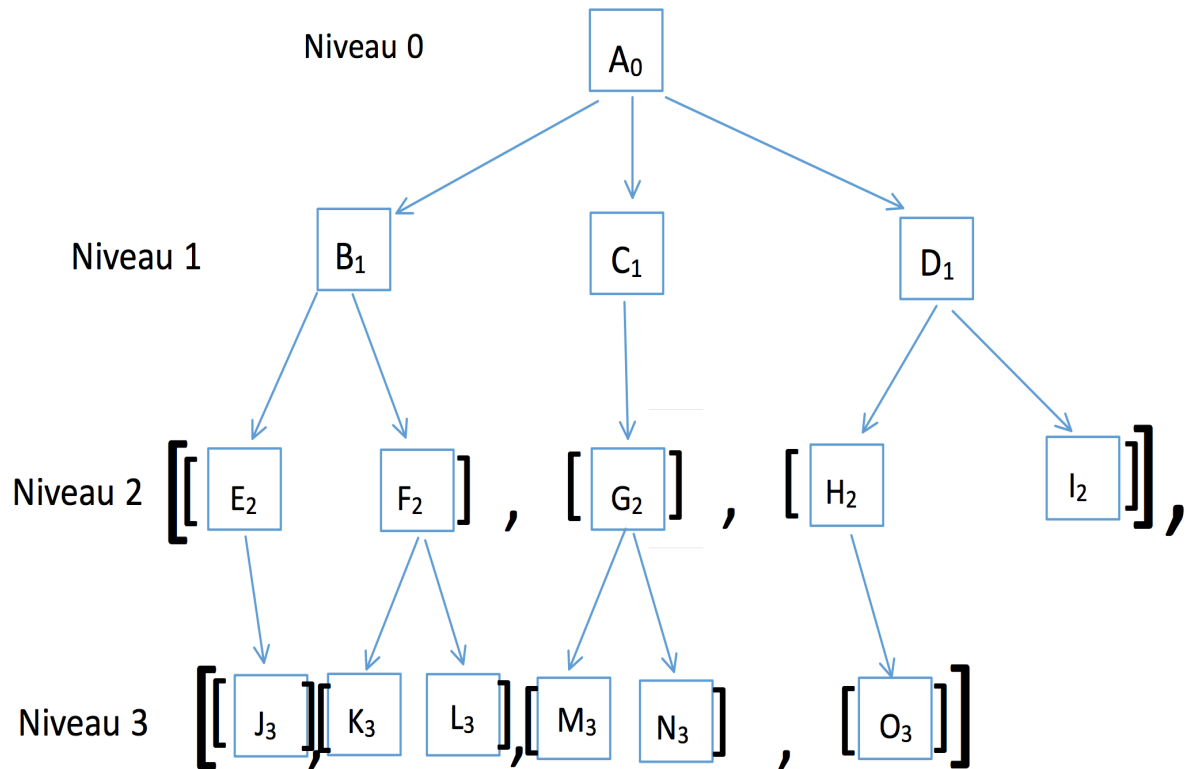 Niveau 0 A₀
Niveau 1 B₁ C₁ D₁
Niveau 2 [[ E₂ F₂ ] , [ G₂ ] , [ H₂ I₂ ]] ,
Niveau 3 [[ J₃ ] , [ K₃ L₃ ] , [ M₃ N₃ ] , [ O₃ ]]